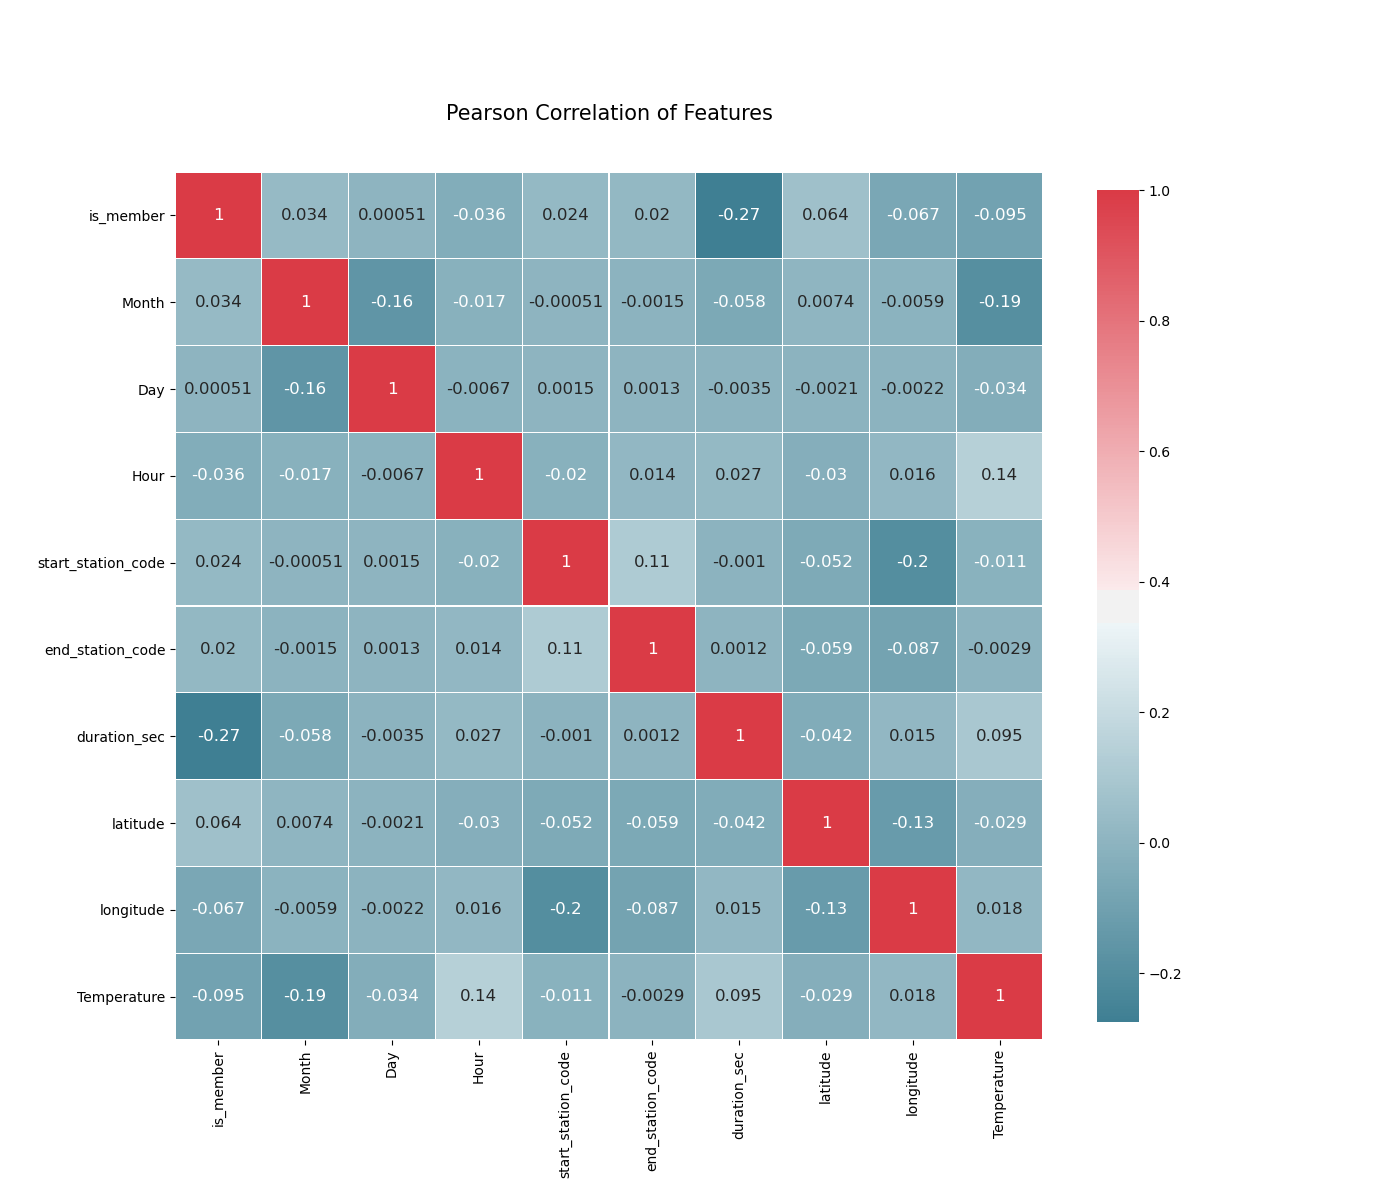 Pearson Correlation of Features
is_member 1 0.034 0.00051 -0.036 0.024 0.02 -0.27 0.064 -0.067 -0.095
Month 0.034 1 -0.16 -0.017 -0.00051 -0.0015 -0.058 0.0074 -0.0059 -0.19
Day 0.00051 -0.16 1 -0.0067 0.0015 0.0013 -0.0035 -0.0021 -0.0022 -0.034
Hour -0.036 -0.017 -0.0067 1 -0.02 0.014 0.027 -0.03 0.016 0.14
start_station_code 0.024 -0.00051 0.0015 -0.02 1 0.11 -0.001 -0.052 -0.2 -0.011
end_station_code 0.02 -0.0015 0.0013 0.014 0.11 1 0.0012 -0.059 -0.087 -0.0029
duration_sec -0.27 -0.058 -0.0035 0.027 -0.001 0.0012 1 -0.042 0.015 0.095
latitude 0.064 0.0074 -0.0021 -0.03 -0.052 -0.059 -0.042 1 -0.13 -0.029
longitude -0.067 -0.0059 -0.0022 0.016 -0.2 -0.087 0.015 -0.13 1 0.018
Temperature -0.095 -0.19 -0.034 0.14 -0.011 -0.0029 0.095 -0.029 0.018 1
is_member Month Day Hour start_station_code end_station_code duration_sec latitude longitude Temperature
1.0
0.8
0.6
0.4
0.2
0.0
−0.2